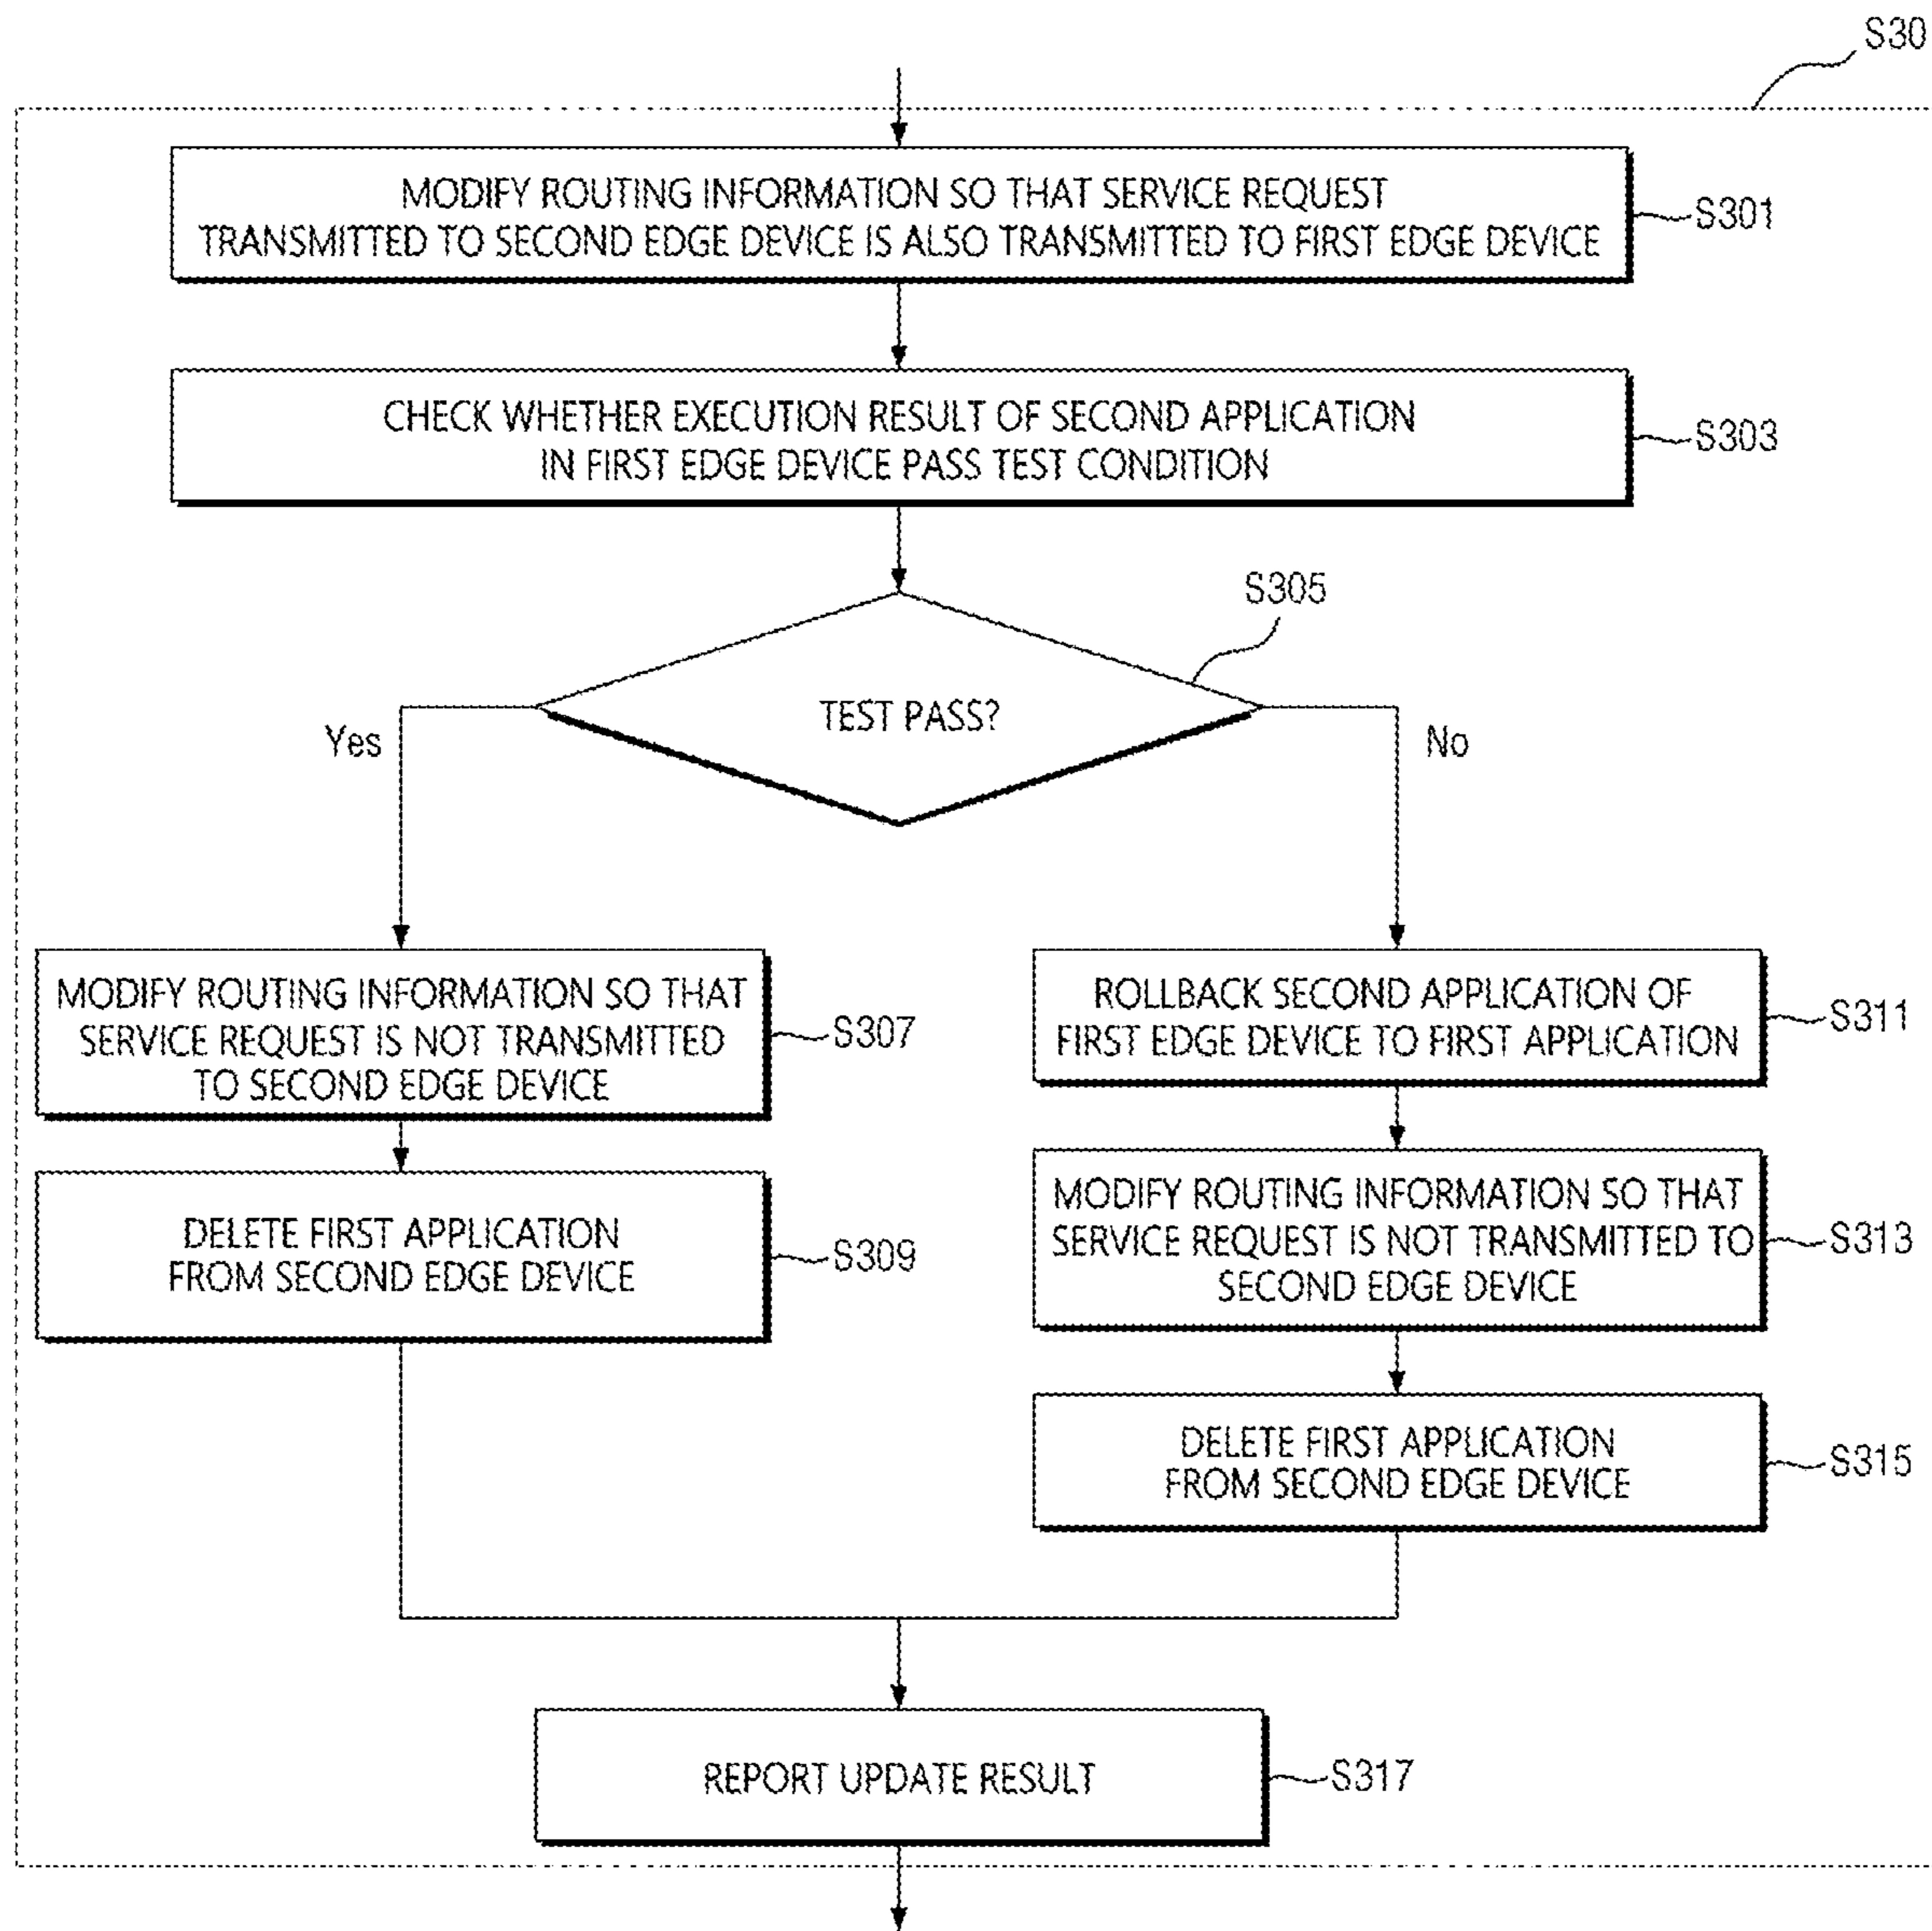 S30
MODIFY ROUTING INFORMATION SO THAT SERVICE REQUEST
TRANSMITTED TO SECOND EDGE DEVICE IS ALSO TRANSMITTED TO FIRST EDGE DEVICE
S301
CHECK WHETHER EXECUTION RESULT OF SECOND APPLICATION
IN FIRST EDGE DEVICE PASS TEST CONDITION
S303
S305
TEST PASS?
Yes
No
MODIFY ROUTING INFORMATION SO THAT
SERVICE REQUEST IS NOT TRANSMITTED
TO SECOND EDGE DEVICE
S307
ROLLBACK SECOND APPLICATION OF
FIRST EDGE DEVICE TO FIRST APPLICATION
S311
DELETE FIRST APPLICATION
FROM SECOND EDGE DEVICE
S309
MODIFY ROUTING INFORMATION SO THAT
SERVICE REQUEST IS NOT TRANSMITTED TO
SECOND EDGE DEVICE
S313
DELETE FIRST APPLICATION
FROM SECOND EDGE DEVICE
S315
REPORT UPDATE RESULT
S317